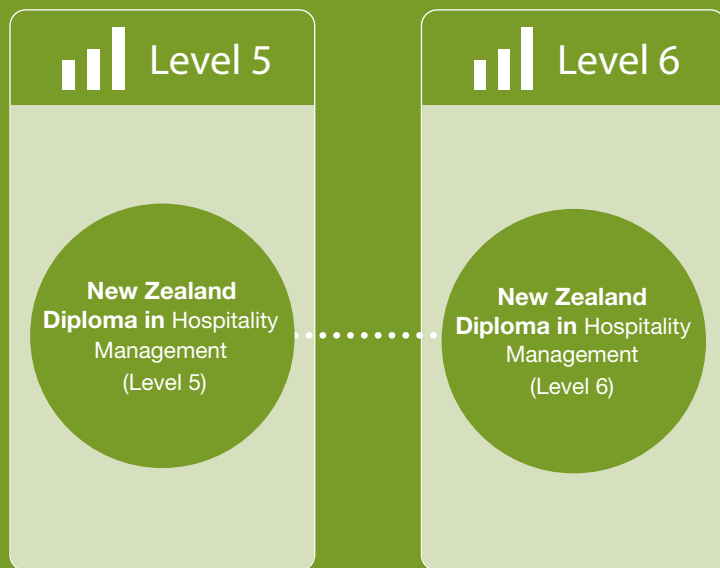 Level 5
New Zealand
Diploma in Hospitality
Management
(Level 5)
Level 6
New Zealand
Diploma in Hospitality
Management
(Level 6)